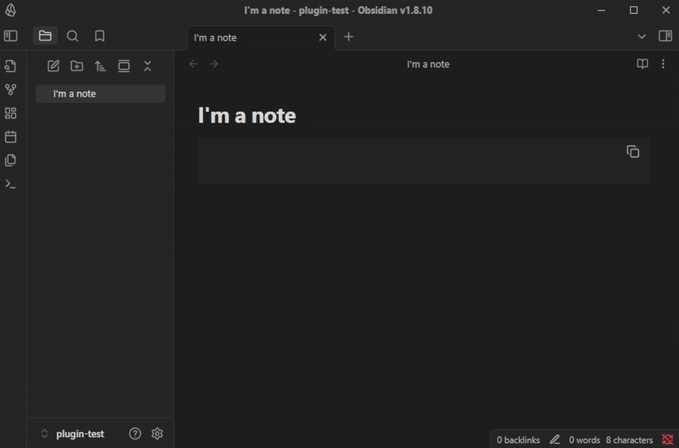 I'm a note - plugin-test - Obsidian v1.8.10
I'm a note
I'm a note
I'm a note
I'm a note
plugin-test
0 backlinks 0 words 8 characters